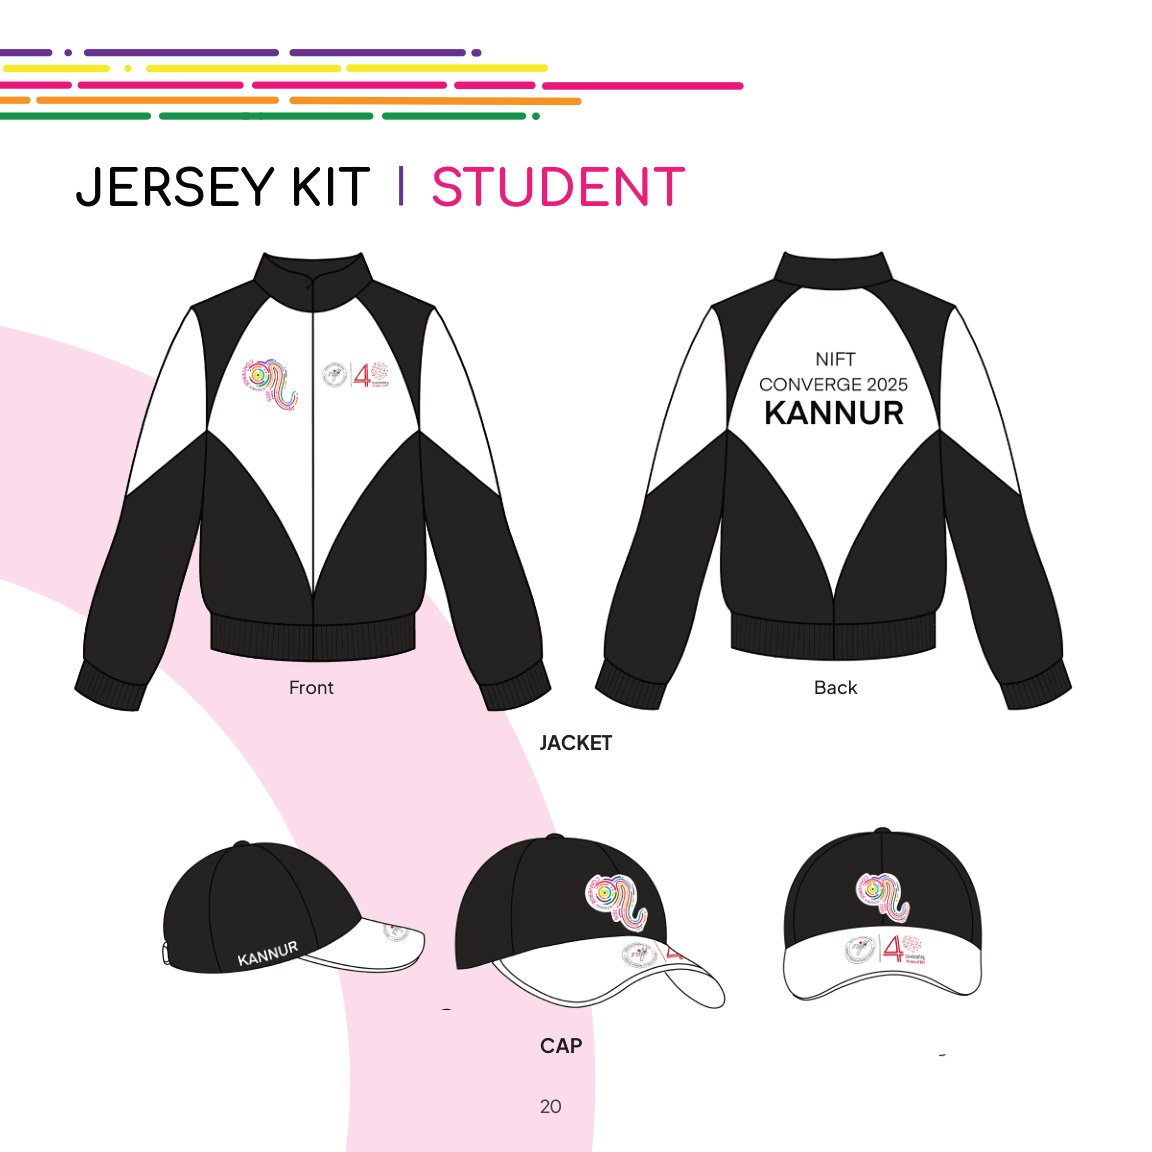 JERSEY KIT | STUDENT
NIFT
CONVERGE 2025
KANNUR
Front
Back
JACKET
KANNUR
CAP
20